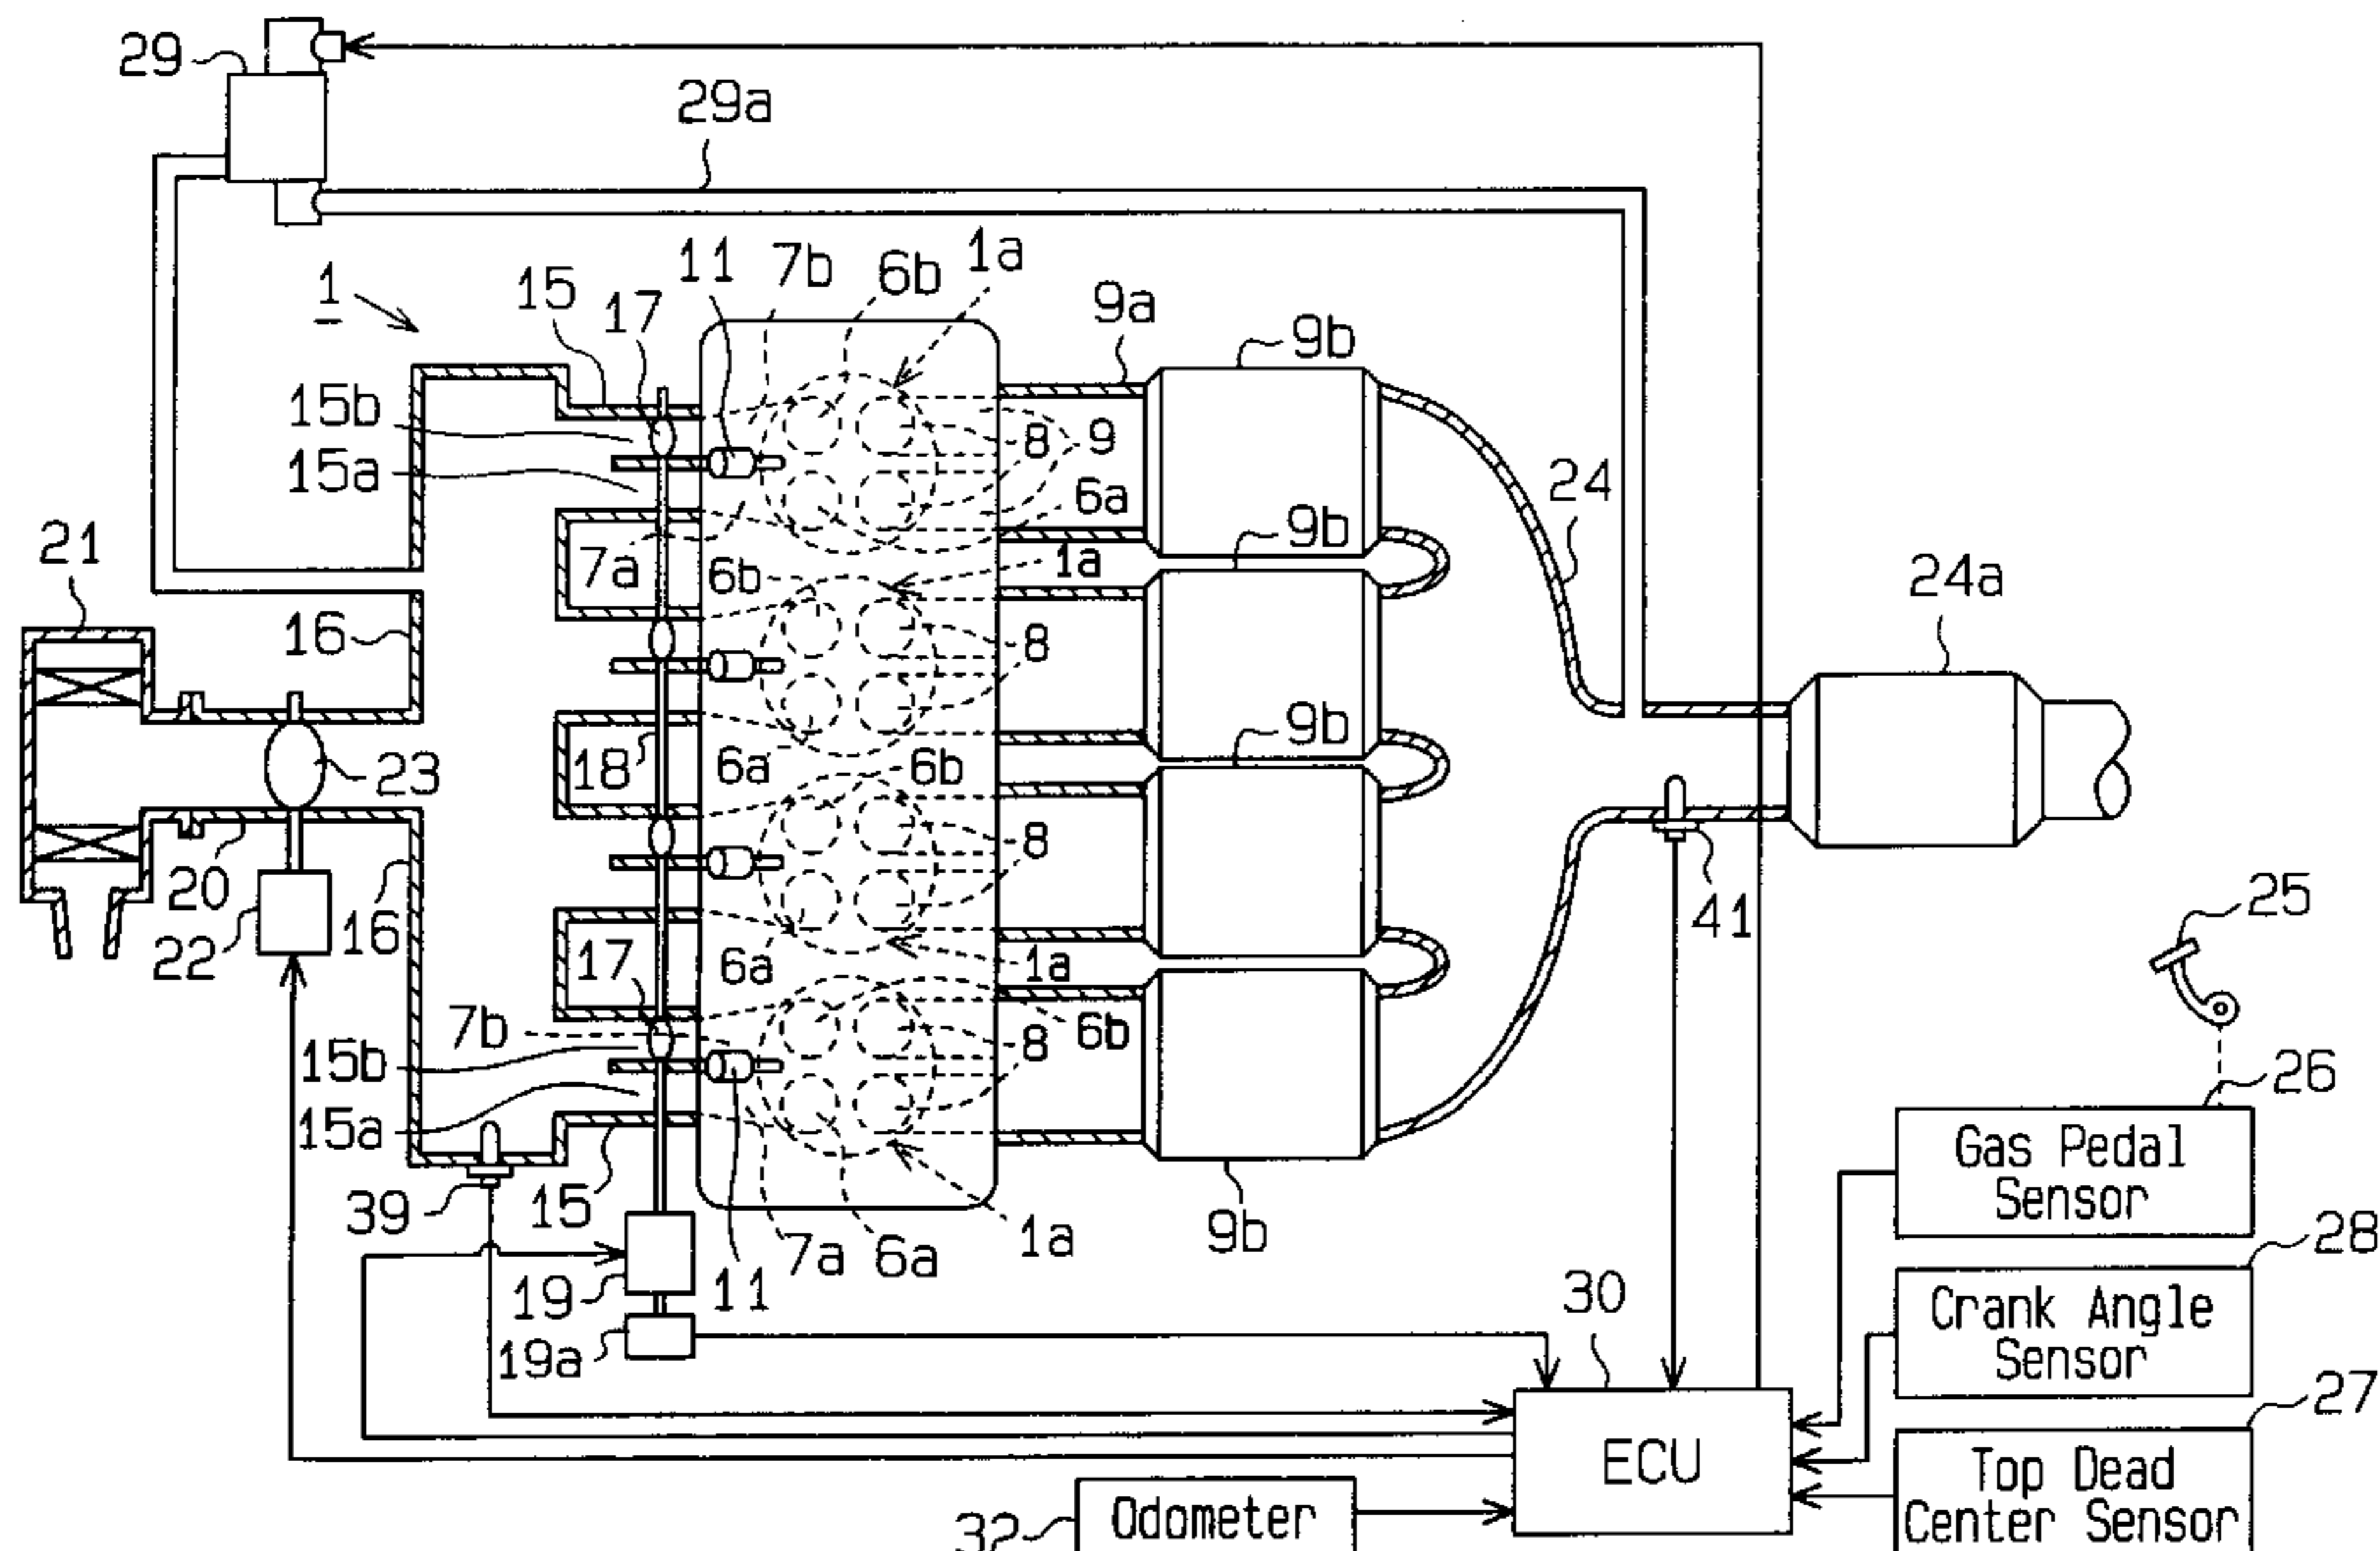 29
29a
1
15
17
11
7b
6b
1a
9a
9b
15b
15a
8
9
6a
24
21
7a
6b
1a
9b
24a
16
8
18
6a
6b
9b
23
8
41
25
20
22
16
17
6a
1a
7b
15b
8
6b
26
15a
Gas Pedal
Sensor
39
15
7a
6a
1a
9b
28
19
11
30
Crank Angle
Sensor
19a
27
ECU
Top Dead
Center Sensor
32
Odometer